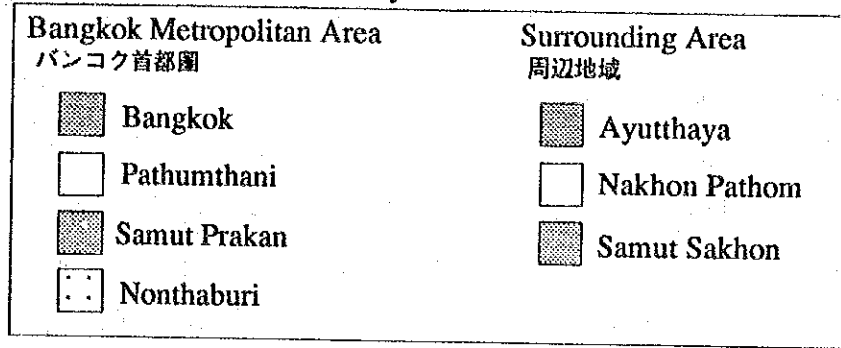 Bangkok Metropolitan Area
バンコク首都圏
Bangkok
Pathumthani
Samut Prakan
Nonthaburi
Surrounding Area
周辺地域
Ayutthaya
Nakhon Pathom
Samut Sakhon